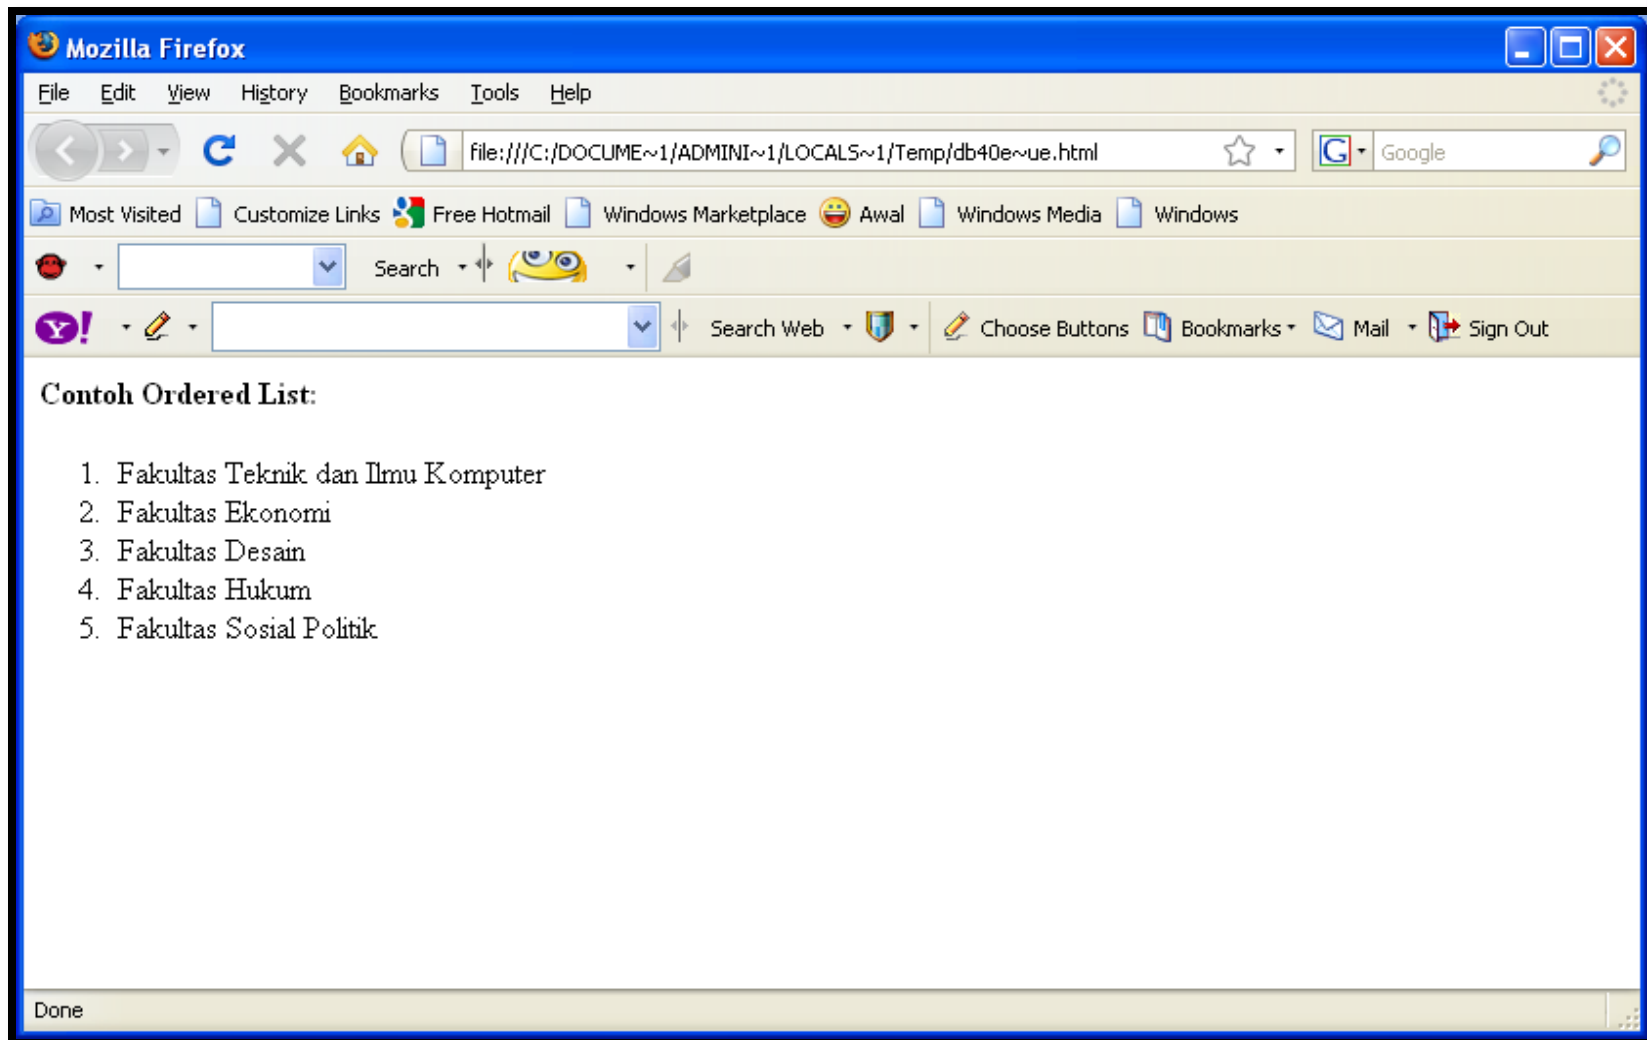 Mozilla Firefox
File Edit View History Bookmarks Tools Help
file:///C:/DOCUME~1/ADMINI~1/LOCALS~1/Temp/db40e~ue.html G Google
Most Visited Customize Links Free Hotmail Windows Marketplace Awal Windows Media Windows
Search
Y! Search Web Choose Buttons Bookmarks Mail Sign Out
Contoh Ordered List:
1. Fakultas Teknik dan Ilmu Komputer
2. Fakultas Ekonomi
3. Fakultas Desain
4. Fakultas Hukum
5. Fakultas Sosial Politik
Done